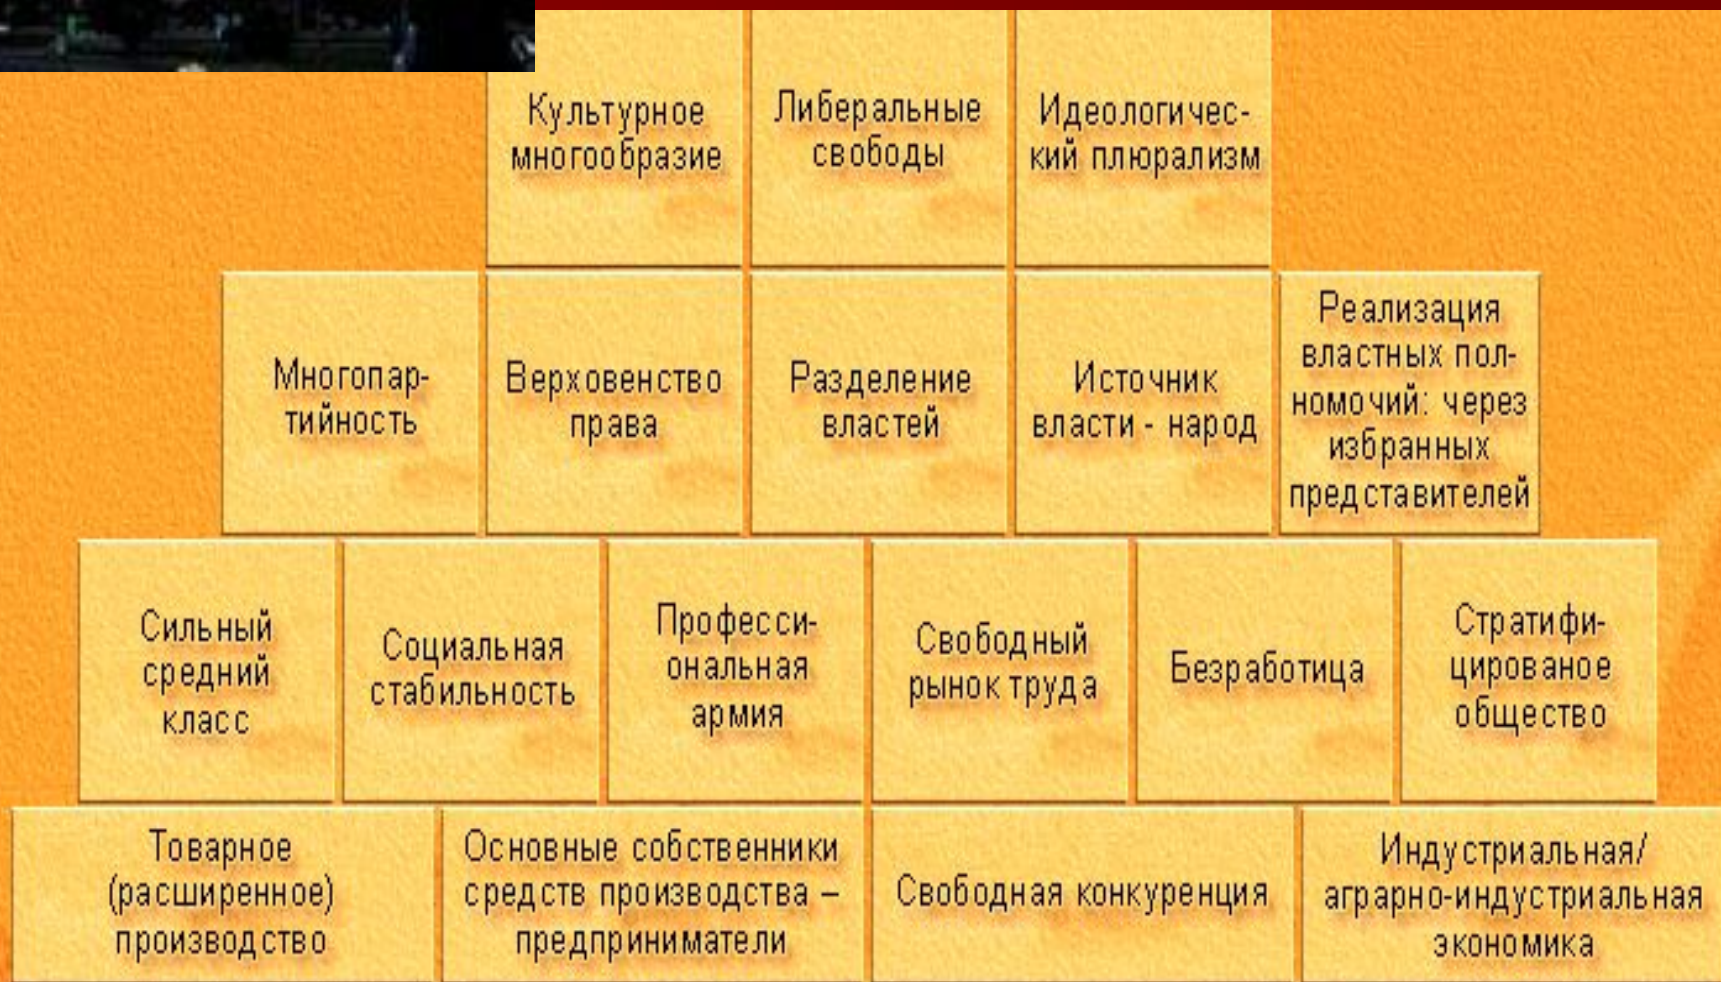 Культурное
многообразие
Либеральные
свободы
Идеологичес-
кий плюрализм
Многопар-
тийность
Верховенство
права
Разделение
властей
Источник
власти - народ
Реализация
властных пол-
номочий: через
избранных
представителей
Сильный
средний
класс
Социальная
стабильность
Професси-
ональная
армия
Свободный
рынок труда
Безработица
Стратифи-
цированое
общество
Товарное
(расширенное)
производство
Основные собственники
средств производства –
предприниматели
Свободная конкуренция
Индустриальная/
аграрно-индустриальная
экономика